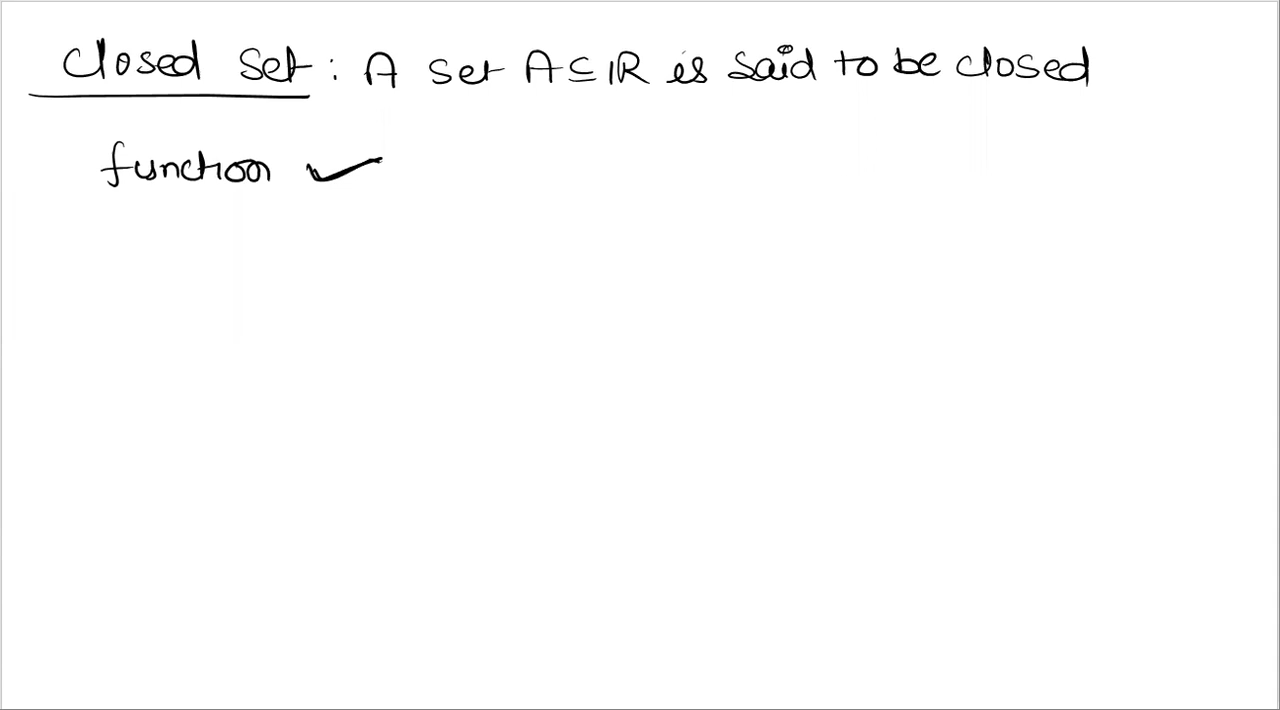 Closed Set : A set A ⊆ ℝ is said to be closed
function ✓